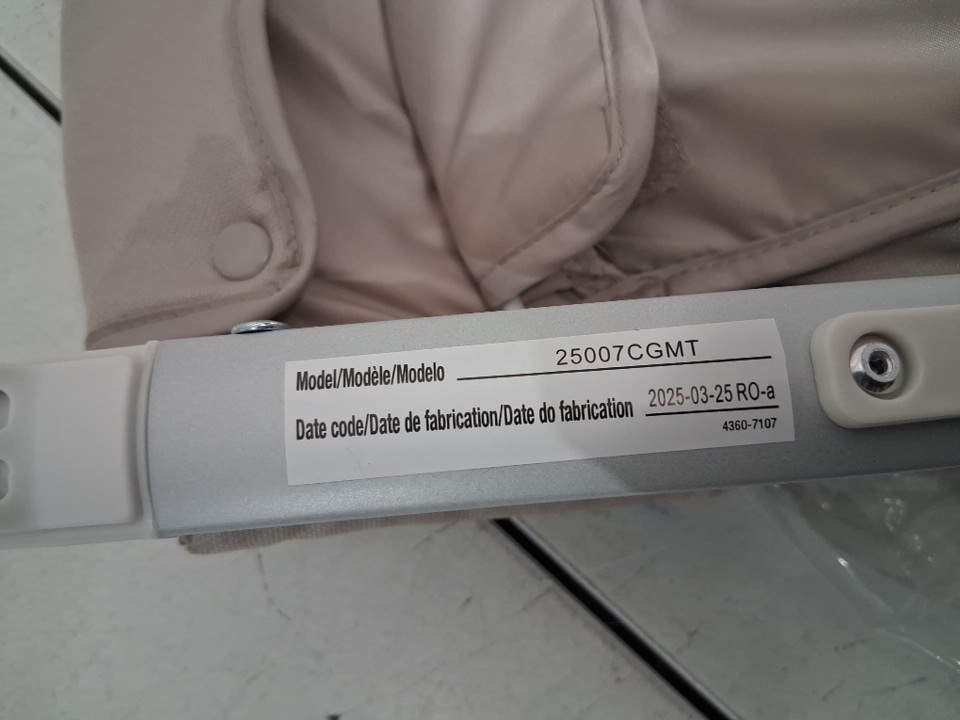 Model/Modèle/Modelo 25007CGMT
Date code/Date de fabrication/Date do fabrication 2025-03-25 RO-a
4360-7107